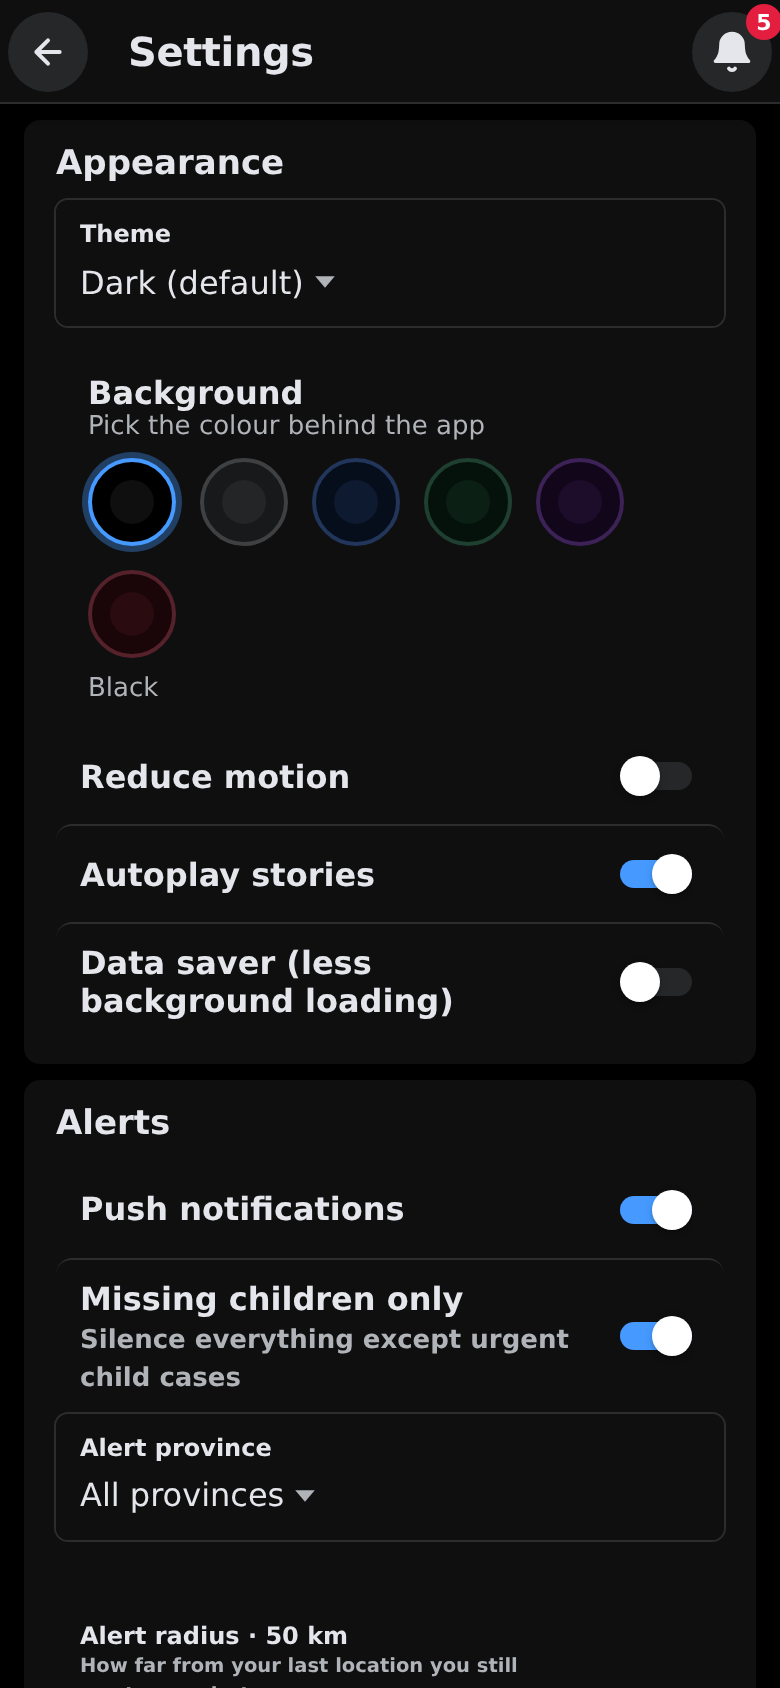 Settings
5
Appearance
Theme
Dark (default)
Background
Pick the colour behind the app
Black
Reduce motion
Autoplay stories
Data saver (less
background loading)
Alerts
Push notifications
Missing children only
Silence everything except urgent
child cases
Alert province
All provinces
Alert radius · 50 km
How far from your last location you still